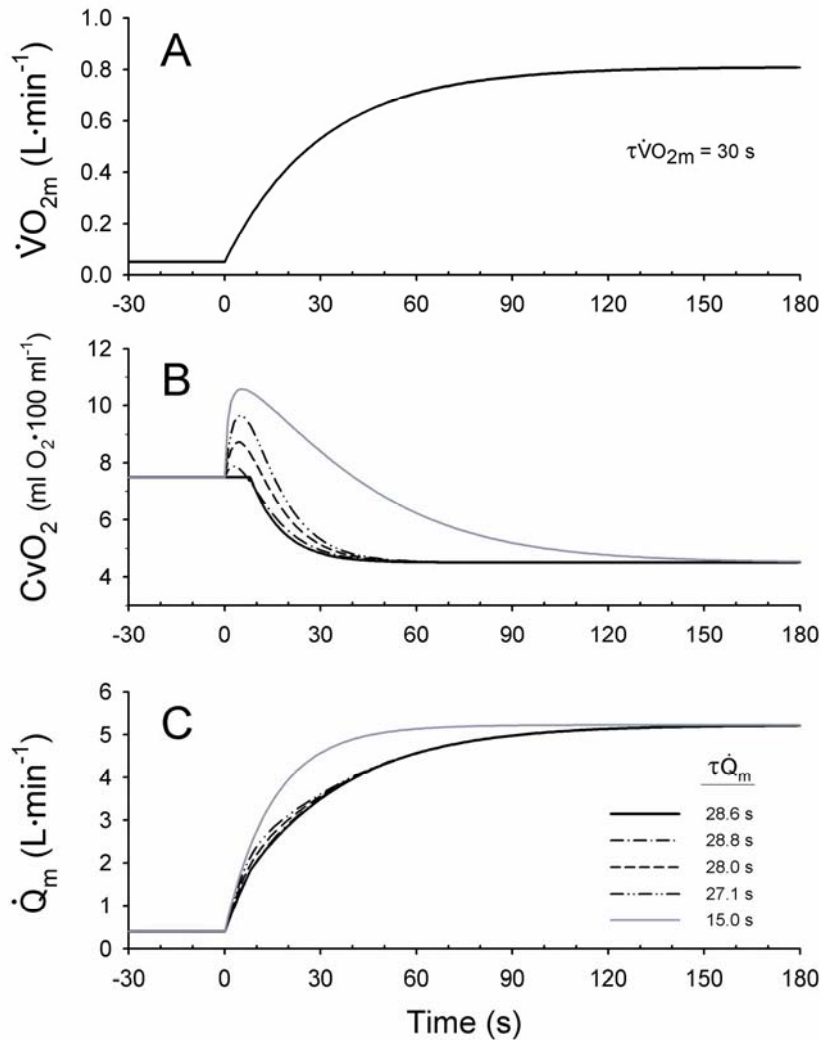 A
V̇O₂ₘ (L·min⁻¹)
1.0
0.8
0.6
0.4
0.2
0.0
τV̇O₂ₘ = 30 s
-30 0 30 60 90 120 150 180
B
CvO₂ (ml O₂·100 ml⁻¹)
12
10
8
6
4
-30 0 30 60 90 120 150 180
C
Q̇ₘ (L·min⁻¹)
6
5
4
3
2
1
0
τQ̇ₘ
28.6 s
28.8 s
28.0 s
27.1 s
15.0 s
-30 0 30 60 90 120 150 180
Time (s)